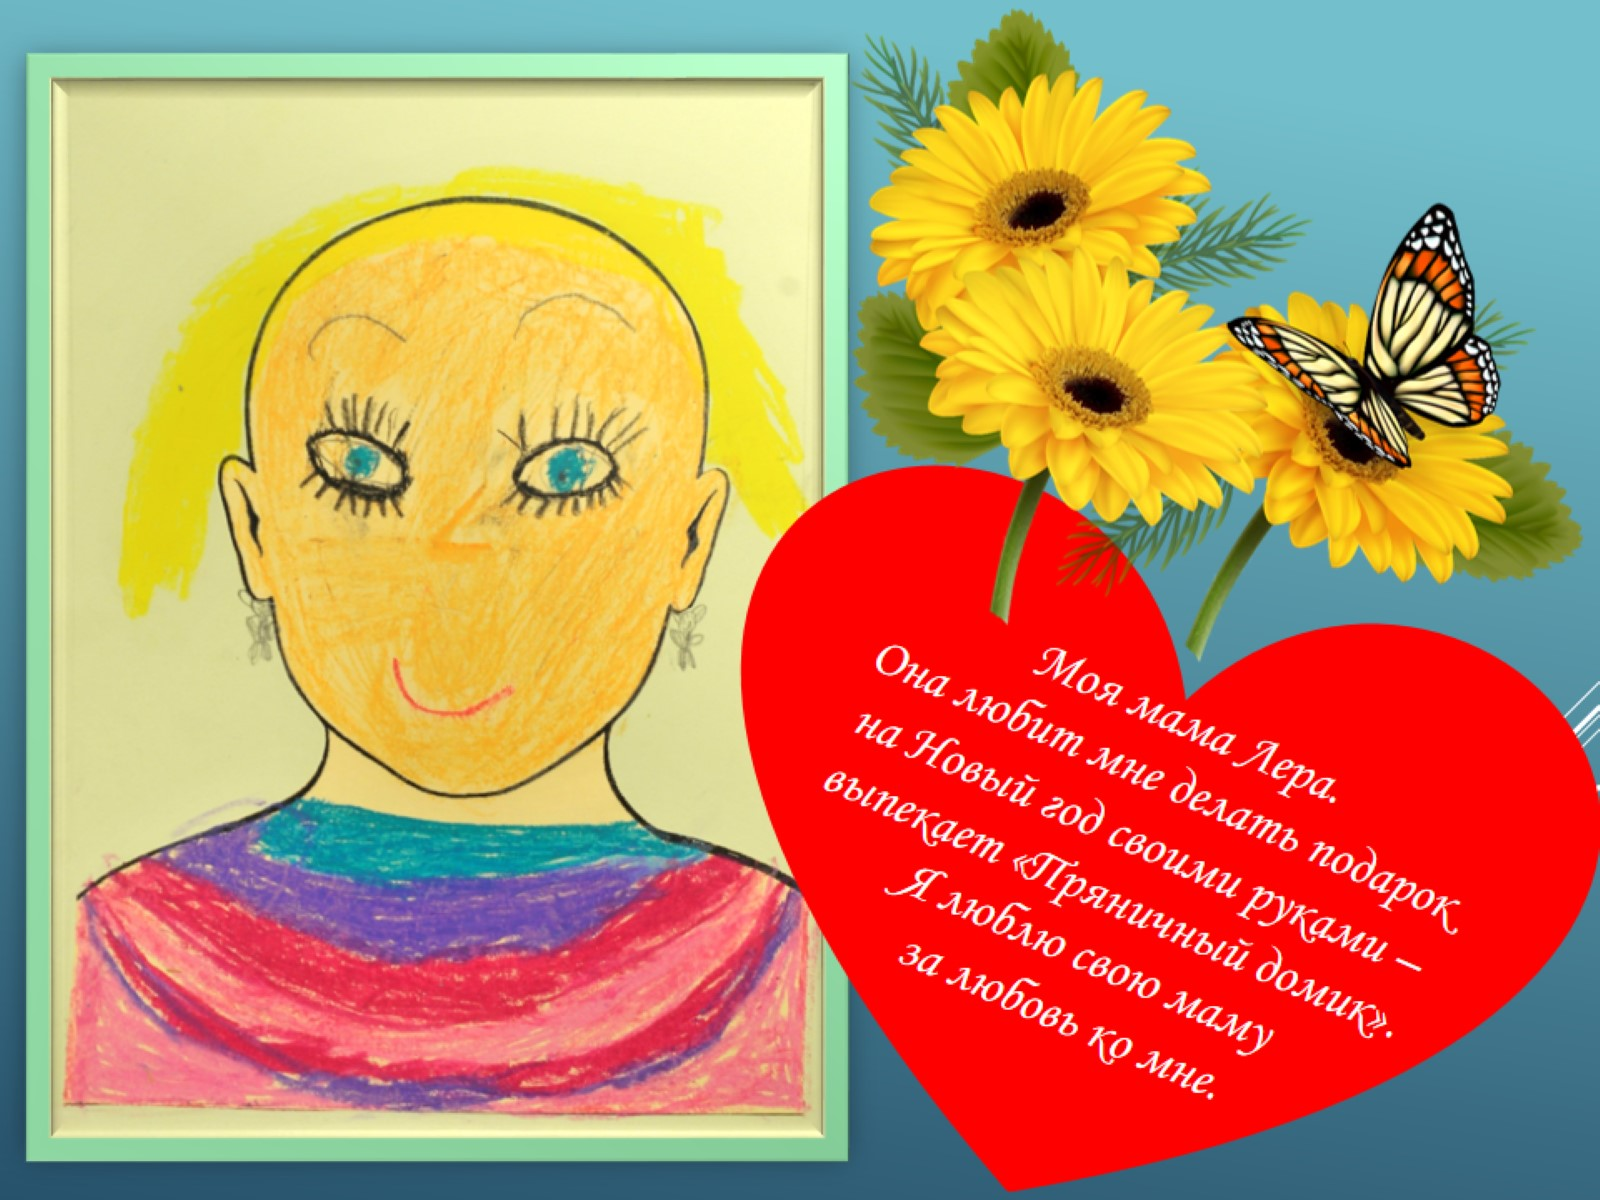 Моя мама Лера.
Она любит мне делать подарок
на Новый год своими руками –
выпекает «Пряничный домик».
Я люблю свою маму
за любовь ко мне.